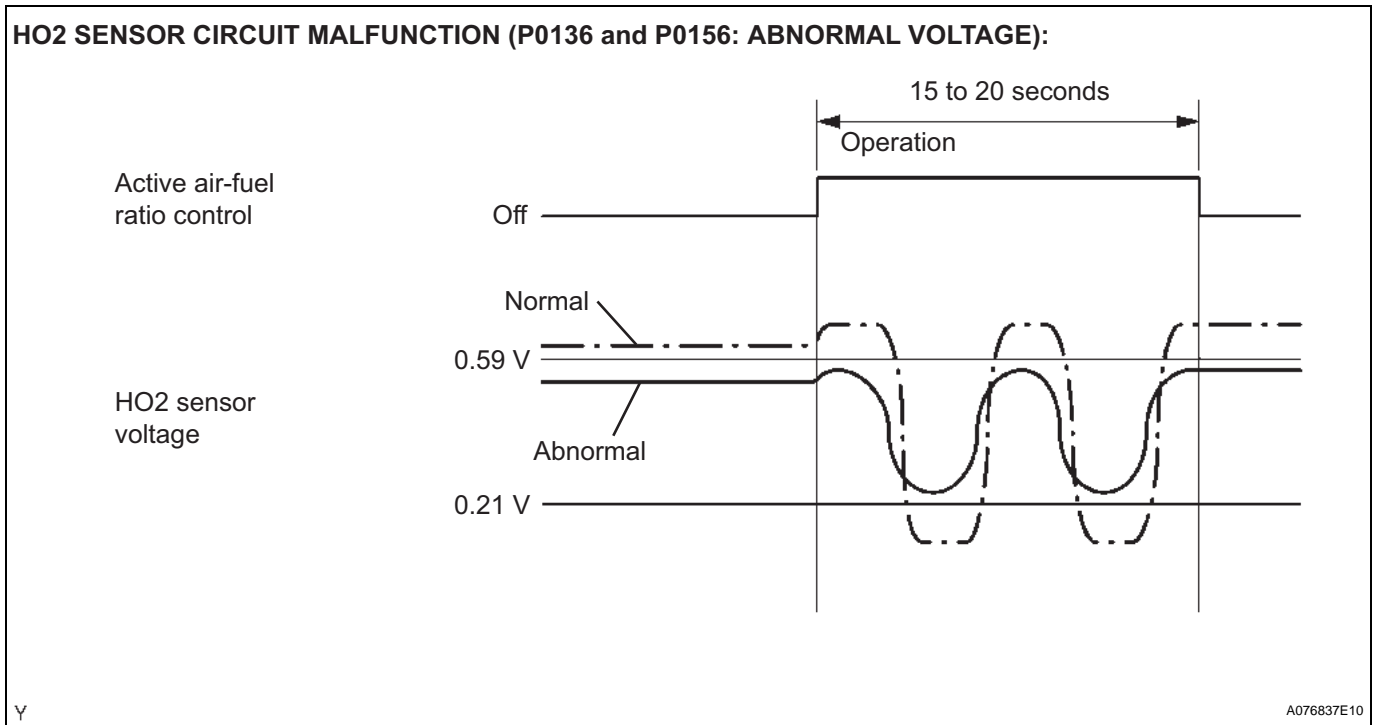 HO2 SENSOR CIRCUIT MALFUNCTION (P0136 and P0156: ABNORMAL VOLTAGE):
15 to 20 seconds
Operation
Active air-fuel
ratio control
Off
Normal
0.59 V
HO2 sensor
voltage
Abnormal
0.21 V
Y
A076837E10